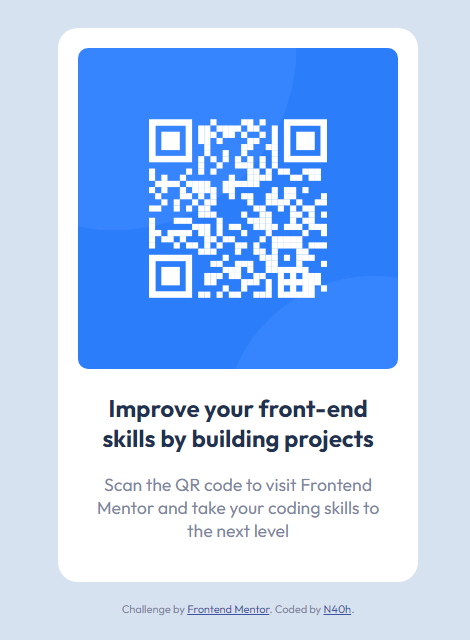 Improve your front-end
skills by building projects
Scan the QR code to visit Frontend
Mentor and take your coding skills to
the next level
Challenge by Frontend Mentor. Coded by N40h.